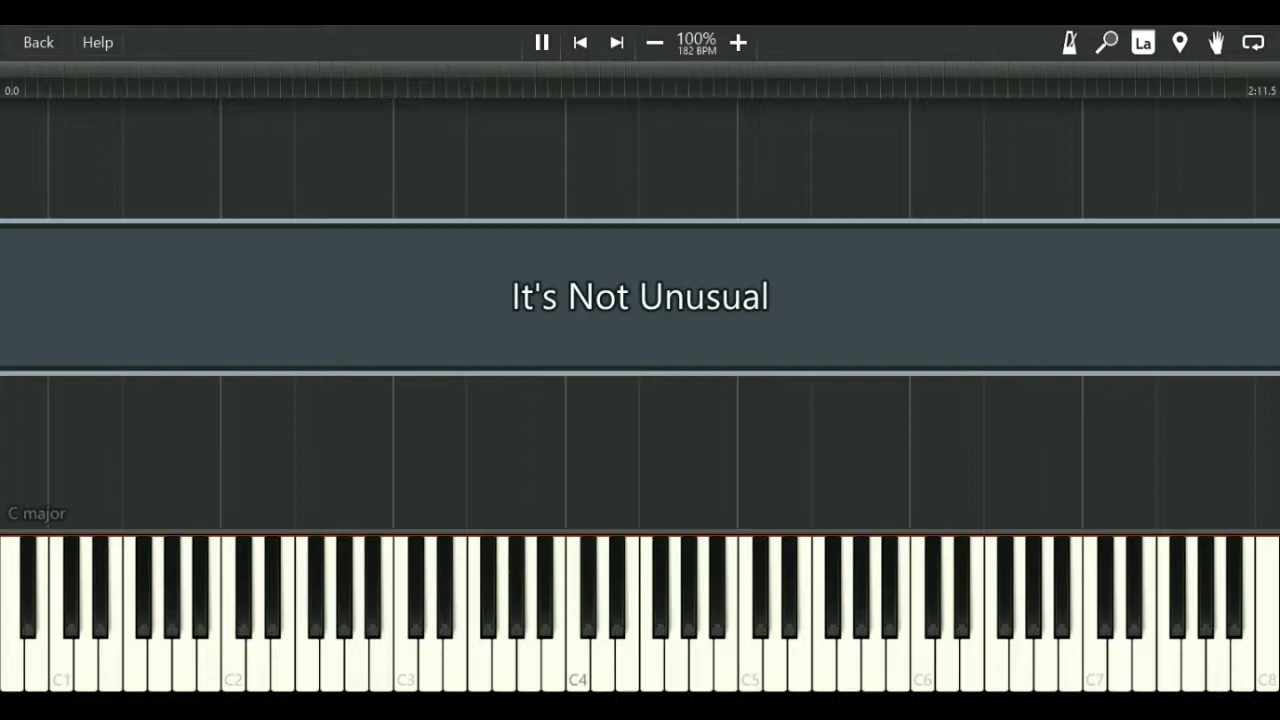 Back Help 100% La
182 BPM
0.0 2:11.5
It's Not Unusual
C major
C1 C2 C3 C4 C5 C6 C7 C8